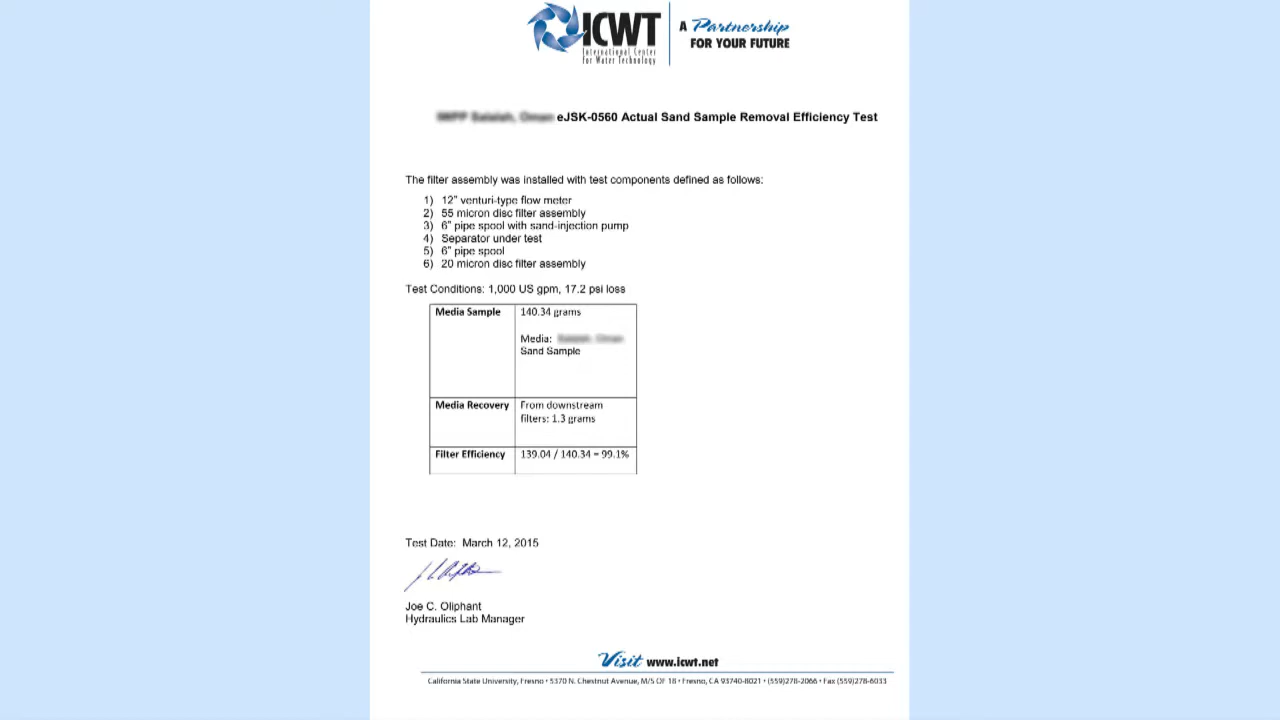 ICWT
International Center
for Water Technology
A Partnership
FOR YOUR FUTURE
eJSK-0560 Actual Sand Sample Removal Efficiency Test
The filter assembly was installed with test components defined as follows:
1) 12" venturi-type flow meter
2) 55 micron disc filter assembly
3) 6" pipe spool with sand-injection pump
4) Separator under test
5) 6" pipe spool
6) 20 micron disc filter assembly
Test Conditions: 1,000 US gpm, 17.2 psi loss
Media Sample 140.34 grams
Media:
Sand Sample
Media Recovery From downstream
filters: 1.3 grams
Filter Efficiency 139.04 / 140.34 = 99.1%
Test Date: March 12, 2015
Joe C. Oliphant
Hydraulics Lab Manager
Visit www.icwt.net
California State University, Fresno • 5370 N. Chestnut Avenue, M/S OF 18 • Fresno, CA 93740-8021 • (559)278-2066 • Fax (559)278-6033